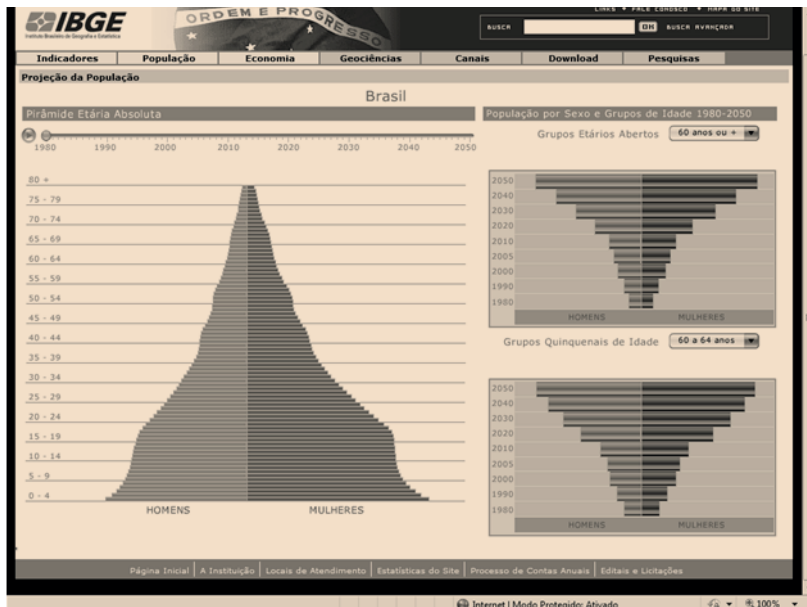 LINKS • FALE CONOSCO • MAPA DO SITE
IBGE
Instituto Brasileiro de Geografia e Estatística
ORDEM E PROGRESSO
BUSCA
OK
BUSCA AVANÇADA
Indicadores População Economia Geociências Canais Download Pesquisas
Projeção da População
Brasil
Pirâmide Etária Absoluta
1980 1990 2000 2010 2020 2030 2040 2050
80 +
75 - 79
70 - 74
65 - 69
60 - 64
55 - 59
50 - 54
45 - 49
40 - 44
35 - 39
30 - 34
25 - 29
20 - 24
15 - 19
10 - 14
5 - 9
0 - 4
HOMENS MULHERES
População por Sexo e Grupos de Idade 1980-2050
Grupos Etários Abertos 60 anos ou +
2050
2040
2030
2020
2010
2005
2000
1990
1980
HOMENS MULHERES
Grupos Quinquenais de Idade 60 a 64 anos
2050
2040
2030
2020
2010
2005
2000
1990
1980
HOMENS MULHERES
Página Inicial | A Instituição | Locais de Atendimento | Estatísticas do Site | Processo de Contas Anuais | Editais e Licitações
Internet | Modo Protegido: Ativado 100%